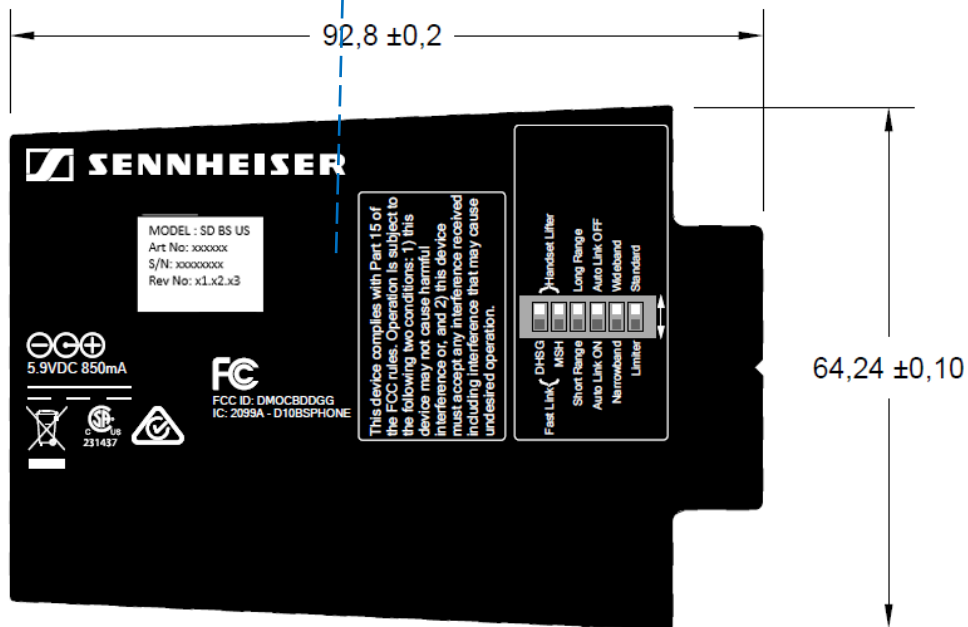 92,8 ±0,2
SENNHEISER
MODEL : SD BS US
Art No: xxxxxx
S/N: xxxxxxxx
Rev No: x1.x2.x3
5.9VDC 850mA
C US
231437
FC
FCC ID: DMOCBDDGG
IC: 2099A - D10BSPHONE
This device complies with Part 15 of
the FCC rules. Operation Is subject to
the following two conditions: 1) this
device may not cause harmful
interference or, and 2) this device
must accept any interference received
including interference that may cause
undesired operation.
Fast Link( DHSG )Handset Lifter
MSH
Short Range Long Range
Auto Link ON Auto Link OFF
Narrowband Wideband
Limiter Standard
64,24 ±0,10